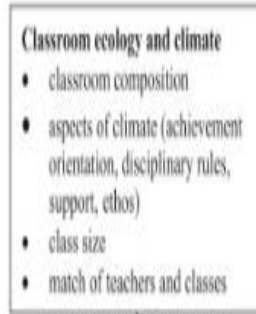 Classroom ecology and climate
• classroom composition
• aspects of climate (achievement
orientation, disciplinary rules,
support, ethos)
• class size
• match of teachers and classes